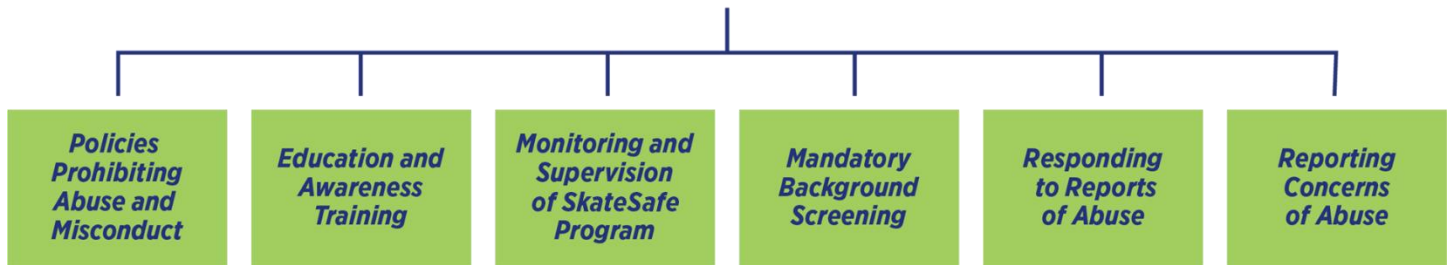 Policies
Prohibiting
Abuse and
Misconduct
Education and
Awareness
Training
Monitoring and
Supervision
of SkateSafe
Program
Mandatory
Background
Screening
Responding
to Reports
of Abuse
Reporting
Concerns
of Abuse